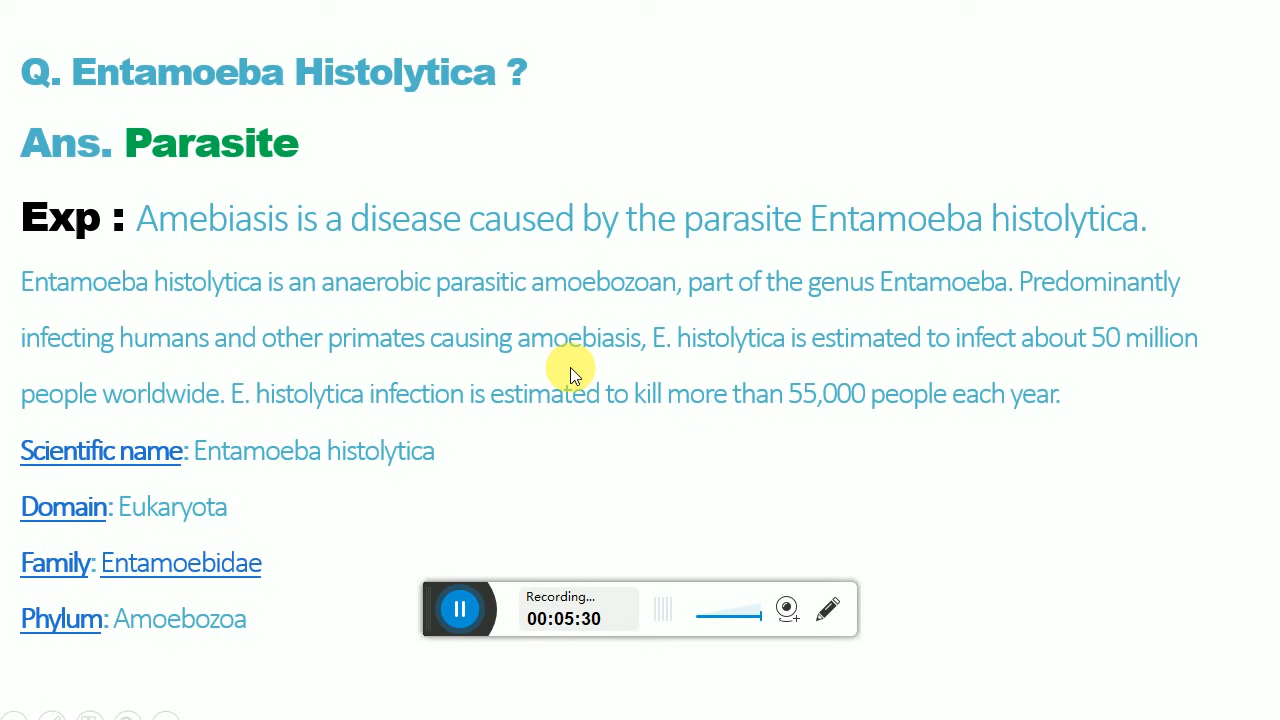 Q. Entamoeba Histolytica ?
Ans. Parasite
Exp : Amebiasis is a disease caused by the parasite Entamoeba histolytica.
Entamoeba histolytica is an anaerobic parasitic amoebozoan, part of the genus Entamoeba. Predominantly
infecting humans and other primates causing amoebiasis, E. histolytica is estimated to infect about 50 million
people worldwide. E. histolytica infection is estimated to kill more than 55,000 people each year.
Scientific name: Entamoeba histolytica
Domain: Eukaryota
Family: Entamoebidae
Phylum: Amoebozoa
Recording...
00:05:30